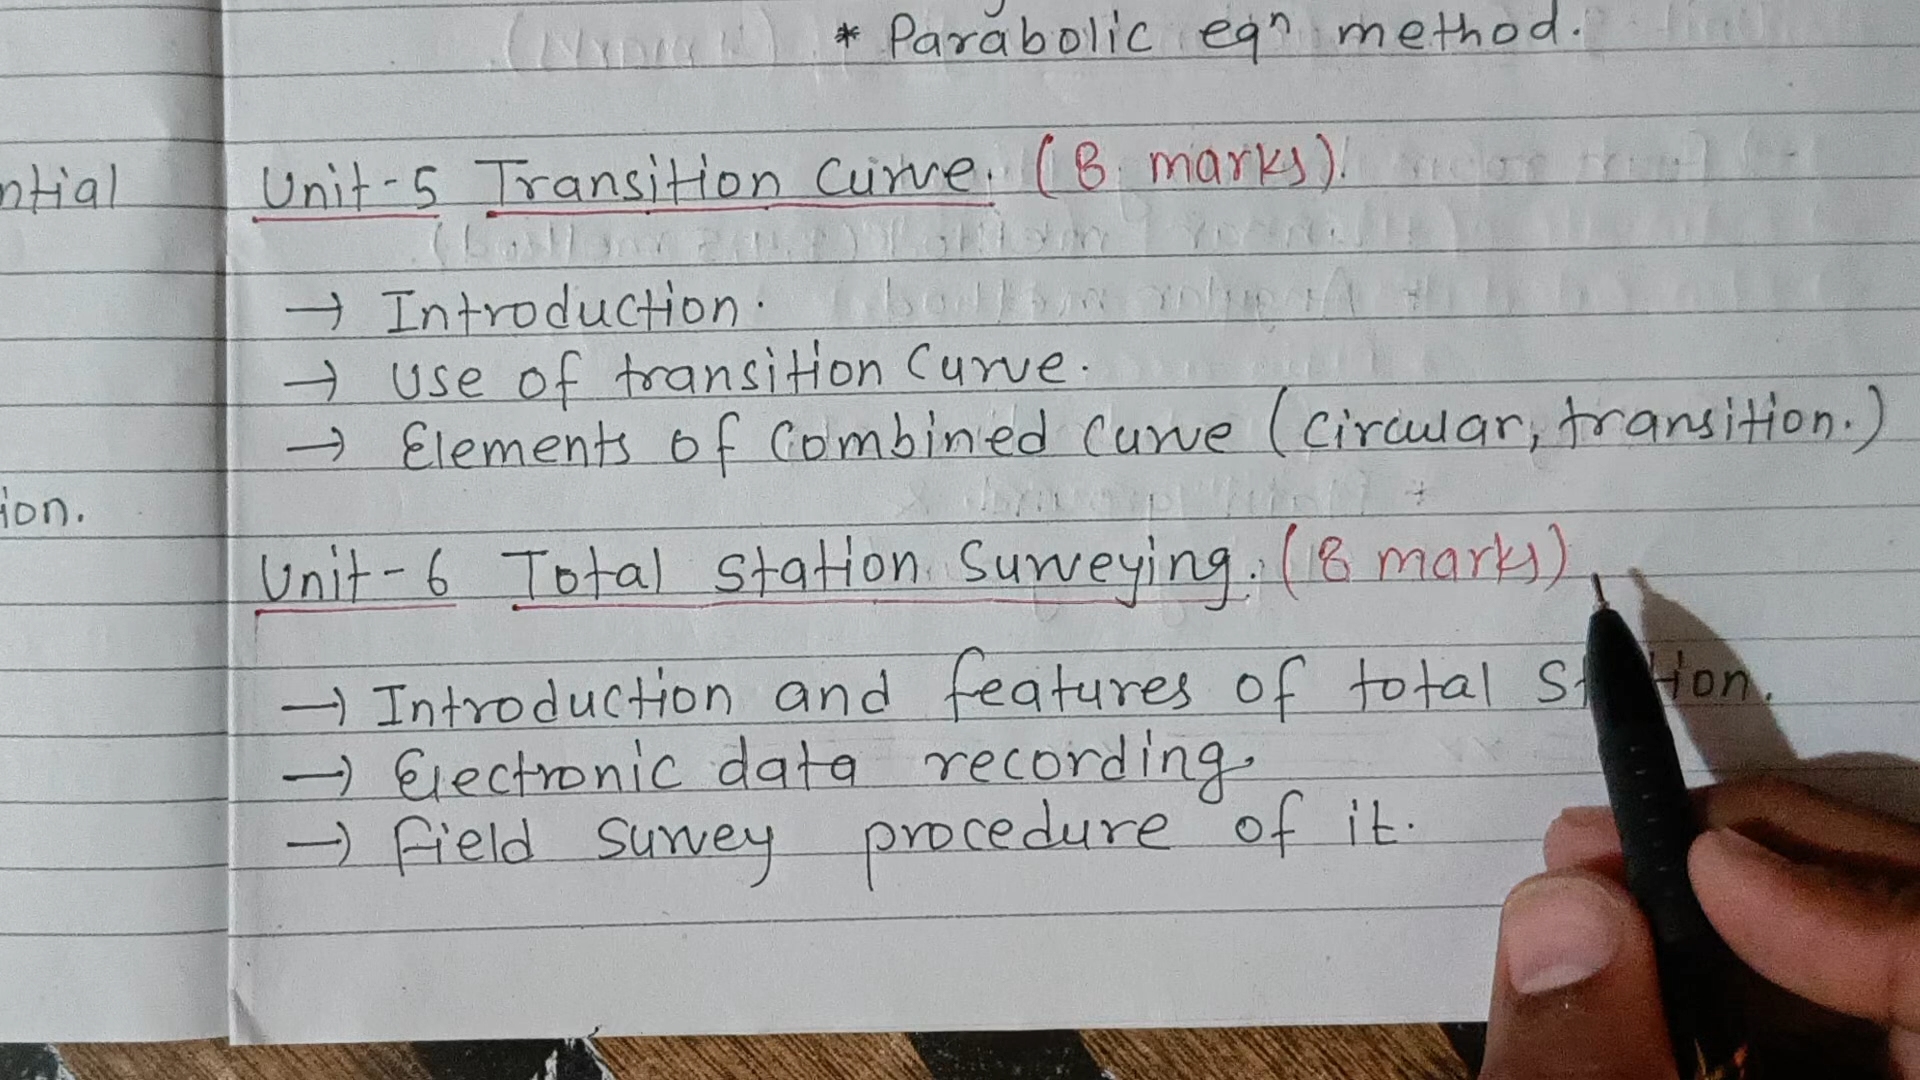 * Parabolic eqn method.
ntial
Unit-5 Transition Curve. (8 marks).
→ Introduction.
→ Use of transition Curve.
→ Elements of Combined Curve (Circular, transition.)
ion.
Unit-6 Total Station Surveying. (8 marks)
→ Introduction and features of total station.
→ Electronic data recording.
→ Field Survey procedure of it.